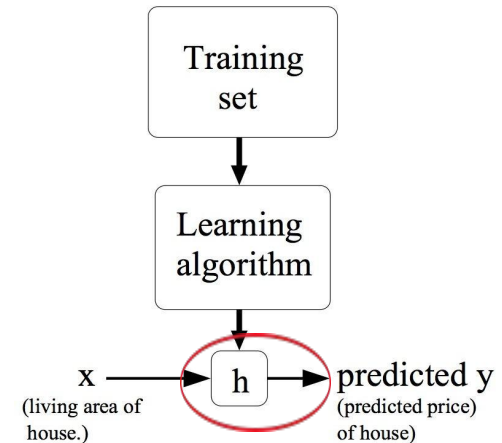 Training
set
Learning
algorithm
x
h
predicted y
(living area of
house.)
(predicted price)
of house)